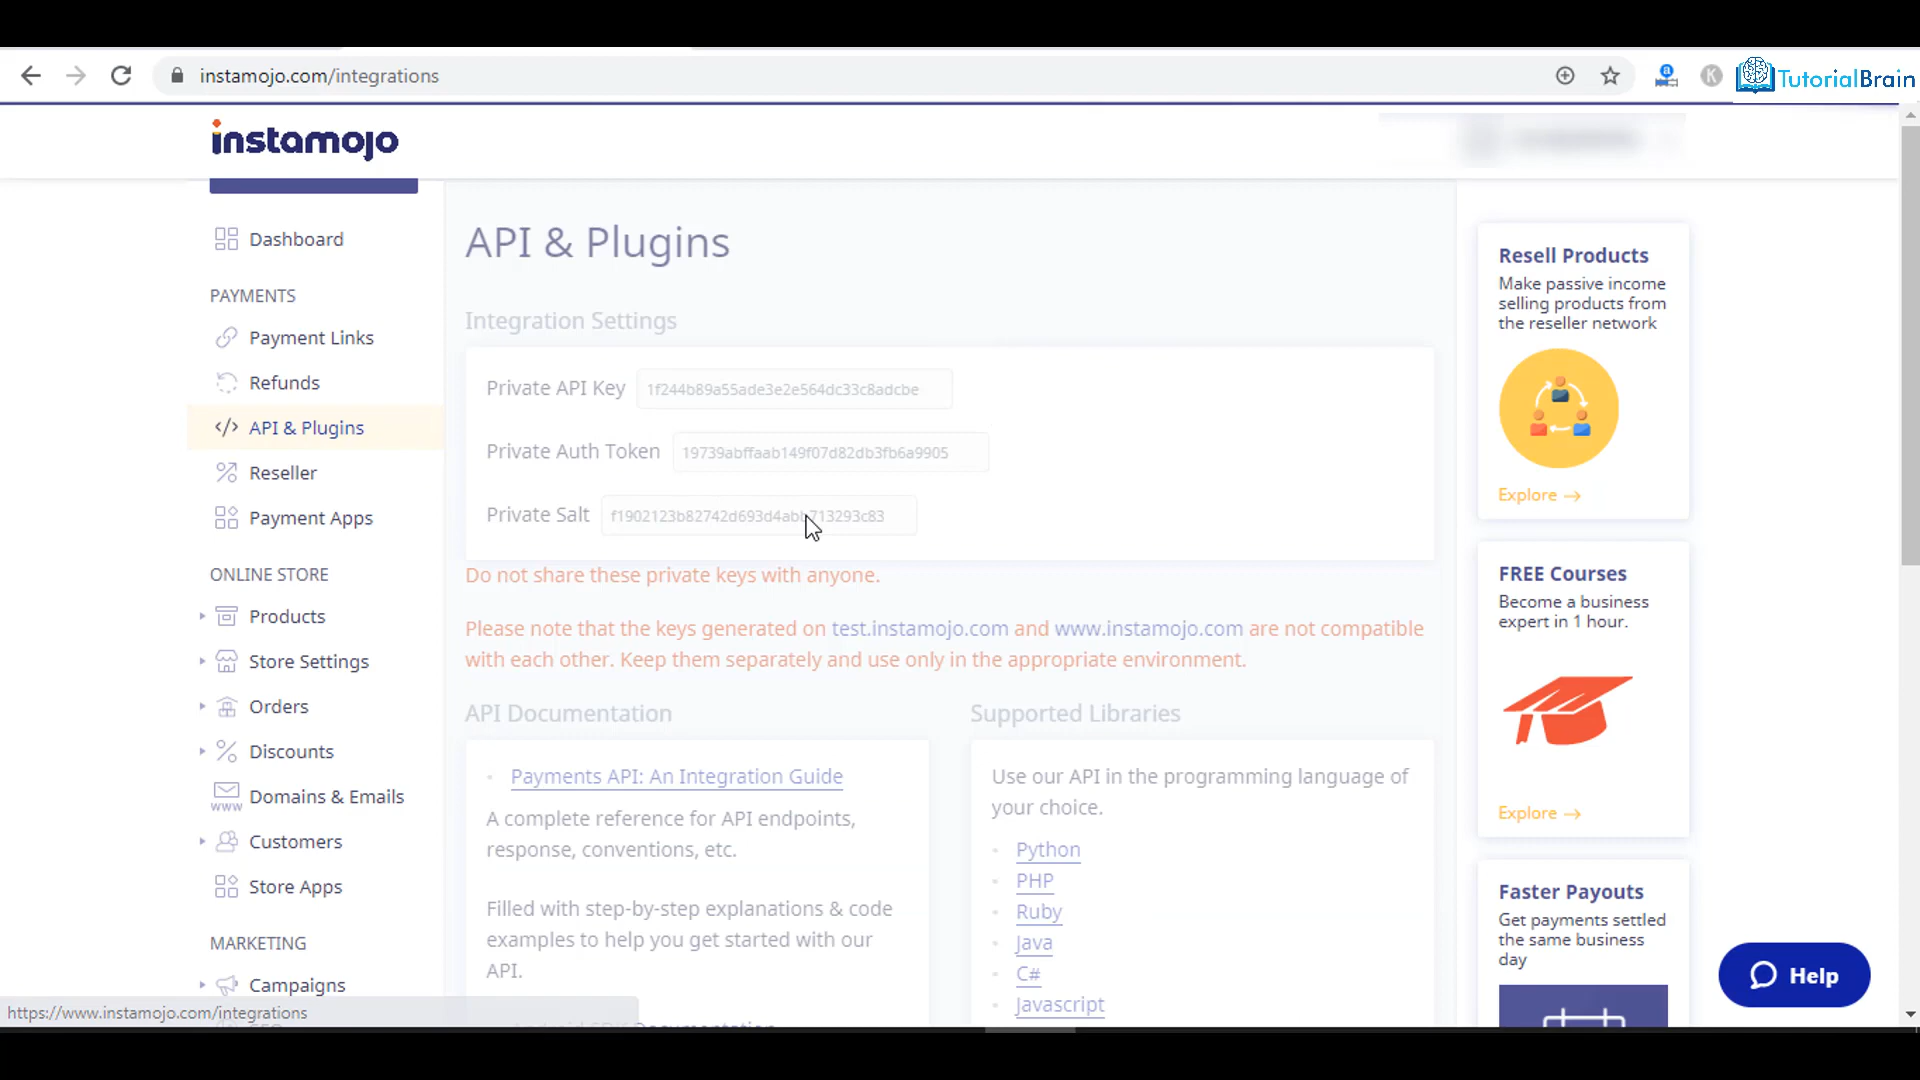 instamojo.com/integrations
TutorialBrain
instamojo
Dashboard
PAYMENTS
Payment Links
Refunds
API & Plugins
Reseller
Payment Apps
ONLINE STORE
Products
Store Settings
Orders
Discounts
Domains & Emails
Customers
Store Apps
MARKETING
Campaigns
https://www.instamojo.com/integrations
API & Plugins
Integration Settings
Private API Key 1f244b89a55ade3e2e564dc33c8adcbe
Private Auth Token 19739abffaab149f07d82db3fb6a9905
Private Salt
Do not share these private keys with anyone.
Please note that the keys generated on test.instamojo.com and www.instamojo.com are not compatible
with each other. Keep them separately and use only in the appropriate environment.
API Documentation
Payments API: An Integration Guide
A complete reference for API endpoints,
response, conventions, etc.
Filled with step-by-step explanations & code
examples to help you get started with our
API.
Supported Libraries
Use our API in the programming language of
your choice.
Python
PHP
Ruby
Java
C#
Javascript
Resell Products
Make passive income
selling products from
the reseller network
Explore →
FREE Courses
Become a business
expert in 1 hour.
Explore →
Faster Payouts
Get payments settled
the same business
day
Help